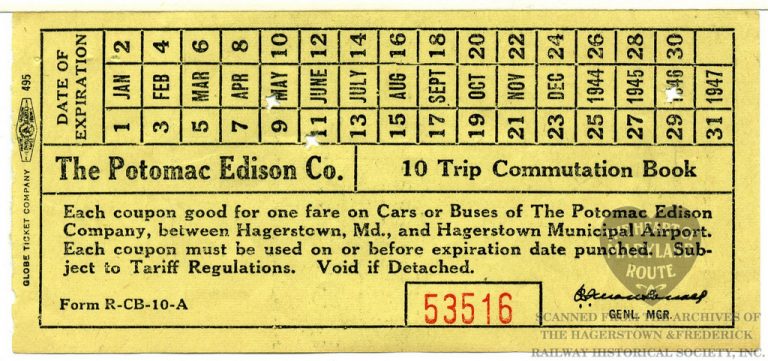 GLOBE TICKET COMPANY 495
DATE OF EXPIRATION
2 4 6 8 10 12 14 16 18 20 22 24 26 28 30
JAN FEB MAR APR MAY JUNE JULY AUG SEPT OCT NOV DEC 1944 1945 1946 1947
1 3 5 7 9 11 13 15 17 19 21 23 25 27 29 31
The Potomac Edison Co. 10 Trip Commutation Book
Each coupon good for one fare on Cars or Buses of The Potomac Edison
Company, between Hagerstown, Md., and Hagerstown Municipal Airport.
Each coupon must be used on or before expiration date punched. Sub-
ject to Tariff Regulations. Void if Detached.
Form R-CB-10-A
53516
GENL. MGR.
ROUTE
SCANNED FROM THE ARCHIVES OF
THE HAGERSTOWN & FREDERICK
RAILWAY HISTORICAL SOCIETY, INC.